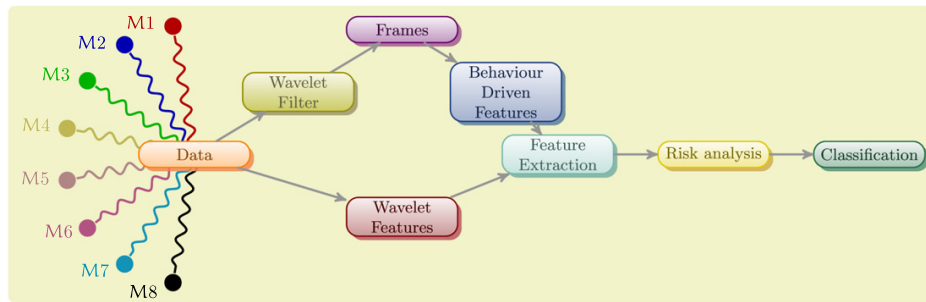 M1
M2
M3
M4
M5
M6
M7
M8
Data
Wavelet
Filter
Frames
Behaviour
Driven
Features
Wavelet
Features
Feature
Extraction
Risk analysis
Classification